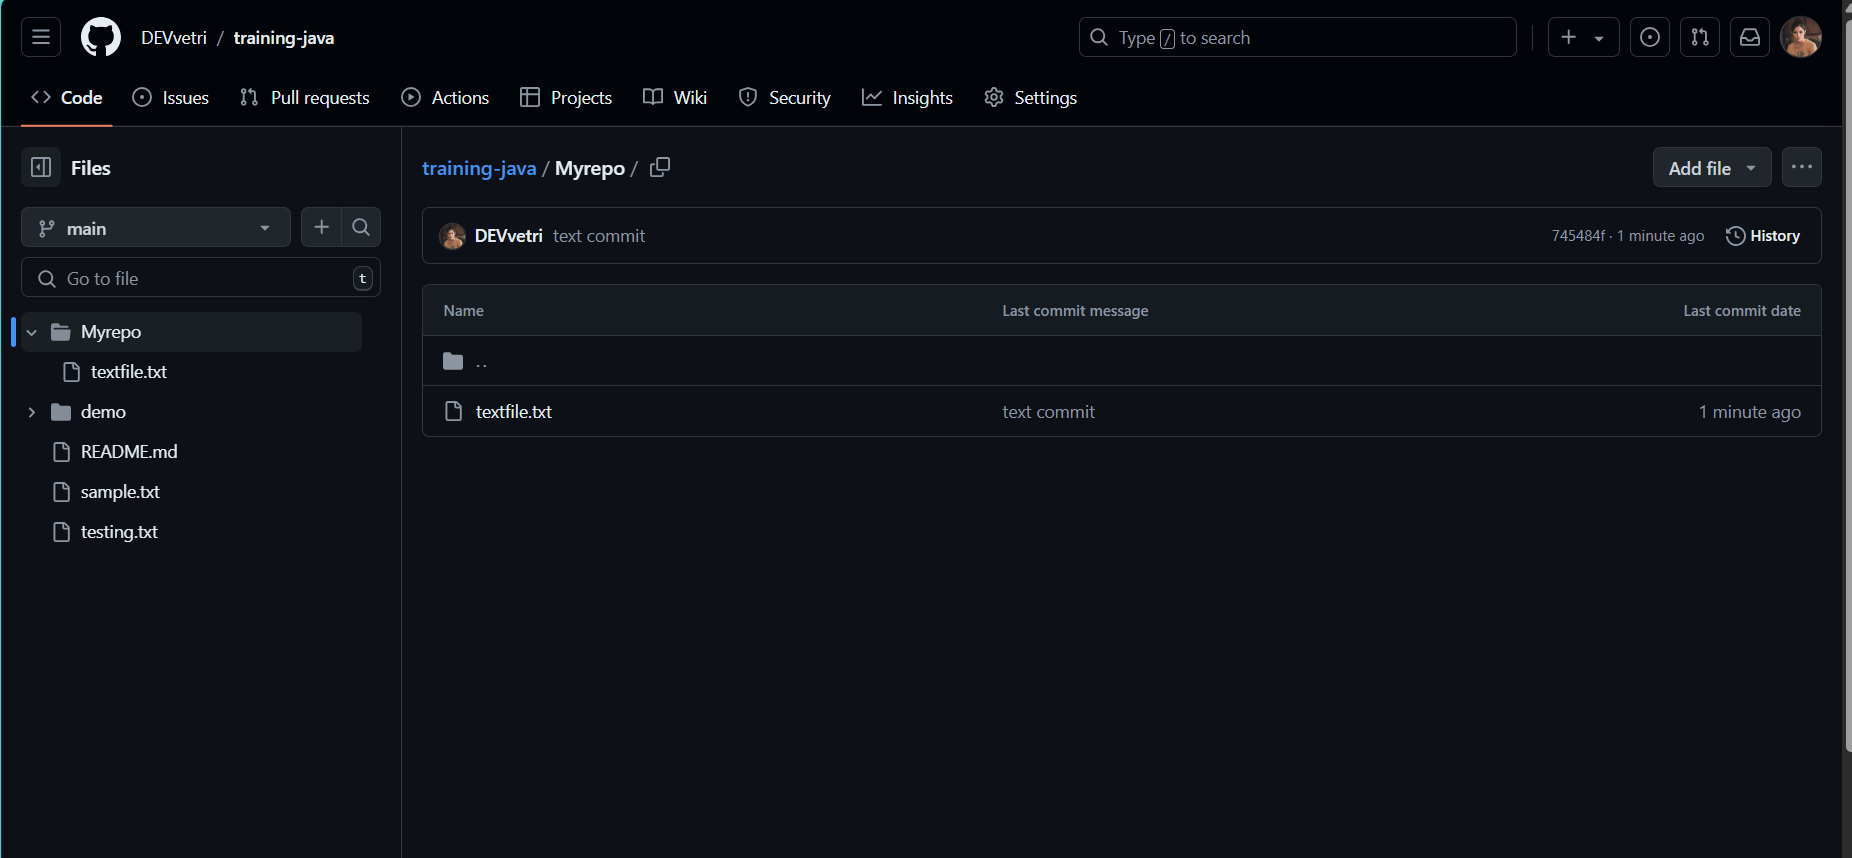 DEVvetri / training-java
Type / to search
Code Issues Pull requests Actions Projects Wiki Security Insights Settings
Files
training-java / Myrepo /
Add file
main
DEVvetri text commit
745484f · 1 minute ago
History
Go to file
t
Name Last commit message Last commit date
Myrepo
..
textfile.txt
textfile.txt text commit 1 minute ago
demo
README.md
sample.txt
testing.txt